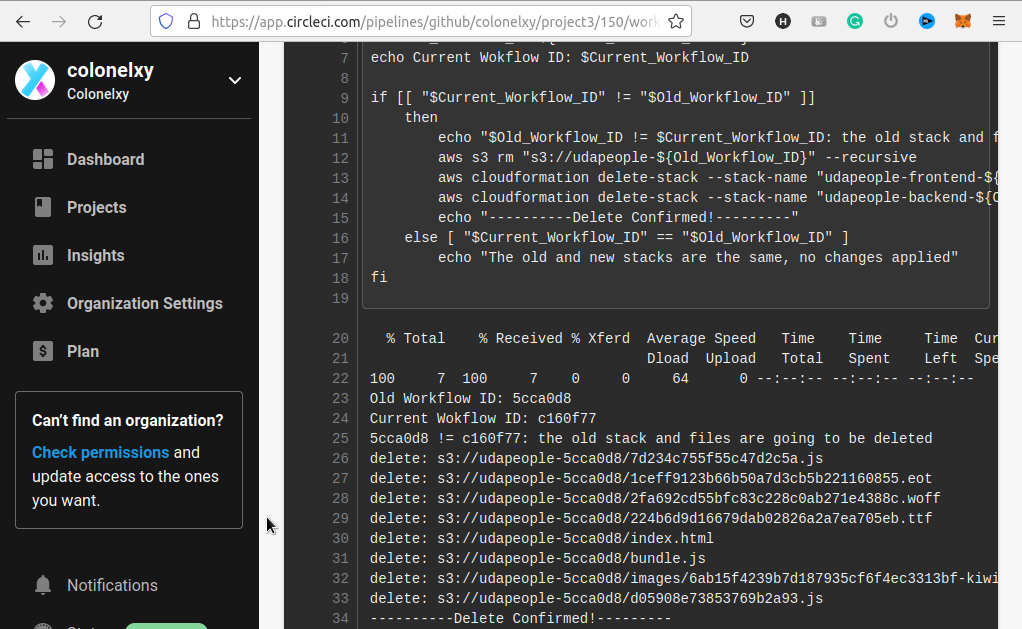 https://app.circleci.com/pipelines/github/colonelxy/project3/150/work
colonelxy
Colonelxy
Dashboard
Projects
Insights
Organization Settings
Plan
Can't find an organization?
Check permissions and
update access to the ones
you want.
Notifications
7 echo Current Wokflow ID: $Current_Workflow_ID
8
9 if [[ "$Current_Workflow_ID" != "$Old_Workflow_ID" ]]
10 then
11 echo "$Old_Workflow_ID != $Current_Workflow_ID: the old stack and f
12 aws s3 rm "s3://udapeople-${Old_Workflow_ID}" --recursive
13 aws cloudformation delete-stack --stack-name "udapeople-frontend-${
14 aws cloudformation delete-stack --stack-name "udapeople-backend-${O
15 echo "----------Delete Confirmed!---------"
16 else [ "$Current_Workflow_ID" == "$Old_Workflow_ID" ]
17 echo "The old and new stacks are the same, no changes applied"
18 fi
19
20 % Total % Received % Xferd Average Speed Time Time Time Cur
21 Dload Upload Total Spent Left Spe
22 100 7 100 7 0 0 64 0 --:--:-- --:--:-- --:--:--
23 Old Workflow ID: 5cca0d8
24 Current Wokflow ID: c160f77
25 5cca0d8 != c160f77: the old stack and files are going to be deleted
26 delete: s3://udapeople-5cca0d8/7d234c755f55c47d2c5a.js
27 delete: s3://udapeople-5cca0d8/1ceff9123b66b50a7d3cb5b221160855.eot
28 delete: s3://udapeople-5cca0d8/2fa692cd55bfc83c228c0ab271e4388c.woff
29 delete: s3://udapeople-5cca0d8/224b6d9d16679dab02826a2a7ea705eb.ttf
30 delete: s3://udapeople-5cca0d8/index.html
31 delete: s3://udapeople-5cca0d8/bundle.js
32 delete: s3://udapeople-5cca0d8/images/6ab15f4239b7d187935cf6f4ec3313bf-kiwi
33 delete: s3://udapeople-5cca0d8/d05908e73853769b2a93.js
34 ----------Delete Confirmed!---------